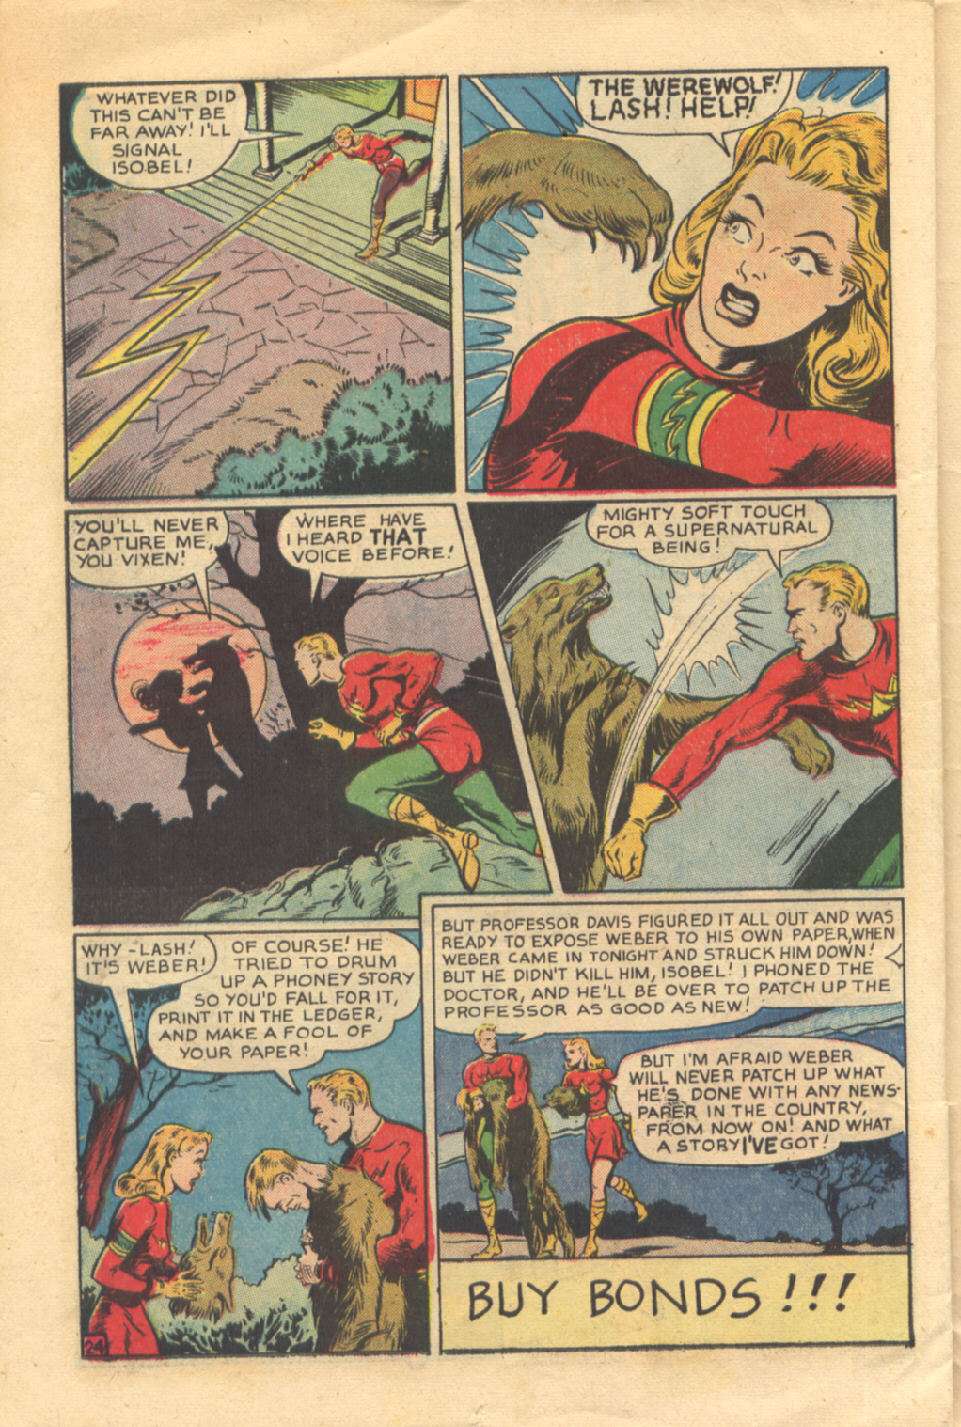 WHATEVER DID
THIS CAN'T BE
FAR AWAY! I'LL
SIGNAL
ISOBEL!
THE WEREWOLF!
LASH! HELP!
YOU'LL NEVER
CAPTURE ME,
YOU VIXEN!
WHERE HAVE
I HEARD THAT
VOICE BEFORE!
MIGHTY SOFT TOUCH
FOR A SUPERNATURAL
BEING!
WHY - LASH!
IT'S WEBER!
OF COURSE! HE
TRIED TO DRUM
UP A PHONEY STORY
SO YOU'D FALL FOR IT,
PRINT IT IN THE LEDGER,
AND MAKE A FOOL OF
YOUR PAPER!
BUT PROFESSOR DAVIS FIGURED IT ALL OUT AND WAS
READY TO EXPOSE WEBER TO HIS OWN PAPER, WHEN
WEBER CAME IN TONIGHT AND STRUCK HIM DOWN!
BUT HE DIDN'T KILL HIM, ISOBEL! I PHONED THE
DOCTOR, AND HE'LL BE OVER TO PATCH UP THE
PROFESSOR AS GOOD AS NEW!
BUT I'M AFRAID WEBER
WILL NEVER PATCH UP WHAT
HE'S DONE WITH ANY NEWS-
PAPER IN THE COUNTRY,
FROM NOW ON! AND WHAT
A STORY I'VE GOT!
24
BUY BONDS!!!